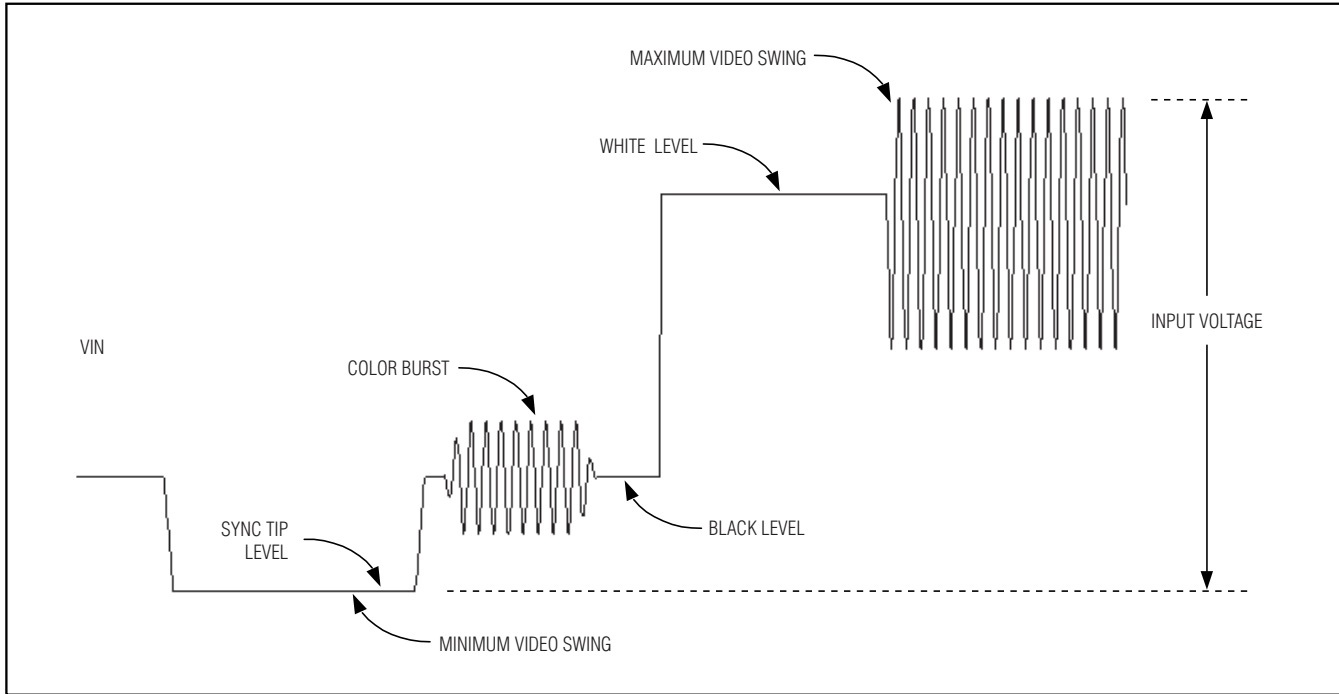 MAXIMUM VIDEO SWING
WHITE LEVEL
INPUT VOLTAGE
VIN
COLOR BURST
SYNC TIP
LEVEL
BLACK LEVEL
MINIMUM VIDEO SWING